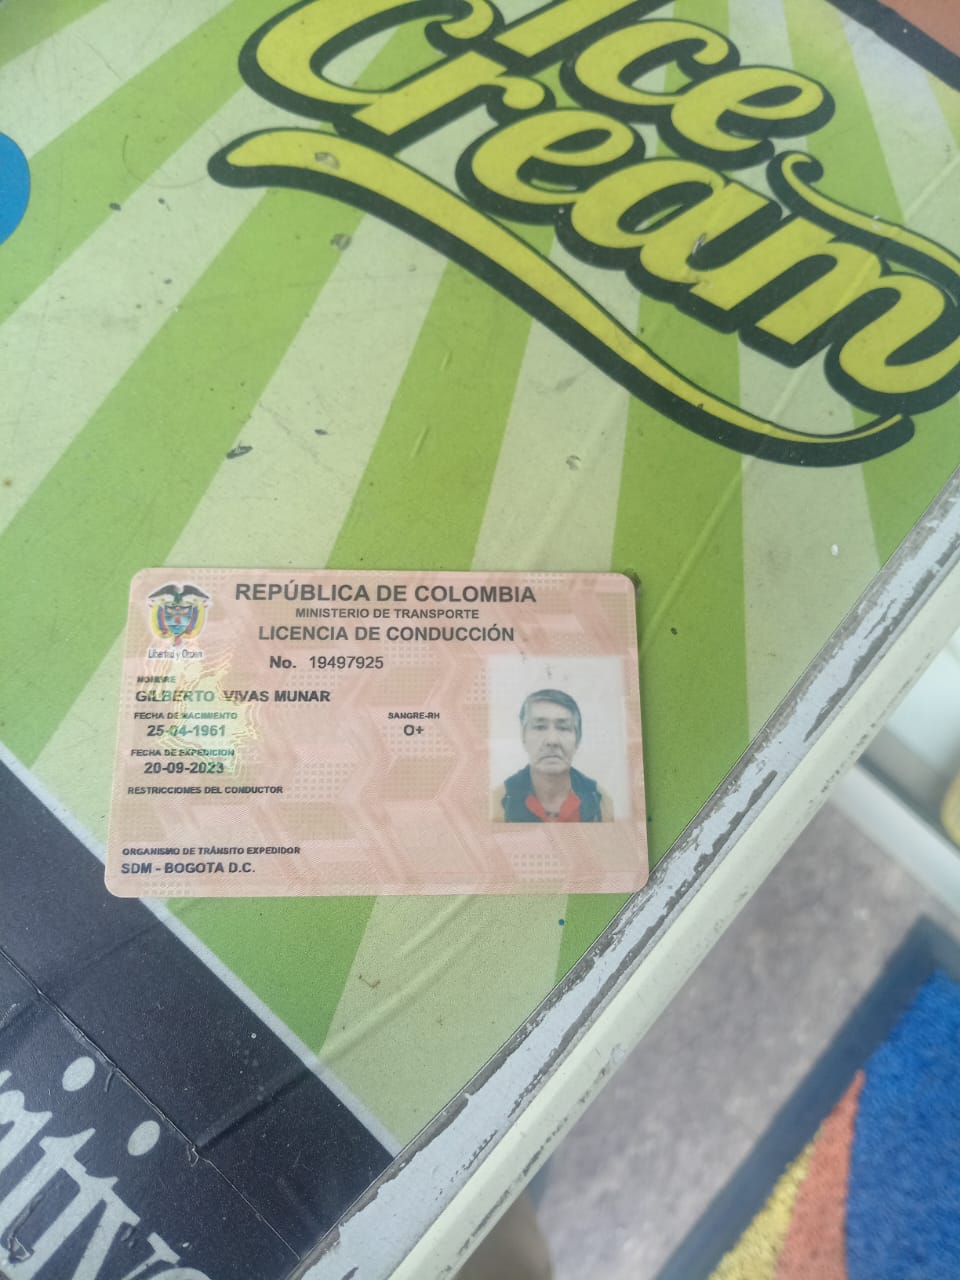 Ice
Cream
REPÚBLICA DE COLOMBIA
MINISTERIO DE TRANSPORTE
LICENCIA DE CONDUCCIÓN
Libertad y Orden
No. 19497925
NOMBRE
GILBERTO VIVAS MUNAR
FECHA DE NACIMIENTO
SANGRE-RH
25-04-1961
O+
FECHA DE EXPEDICION
20-09-2023
RESTRICCIONES DEL CONDUCTOR
ORGANISMO DE TRÁNSITO EXPEDIDOR
SDM - BOGOTA D.C.